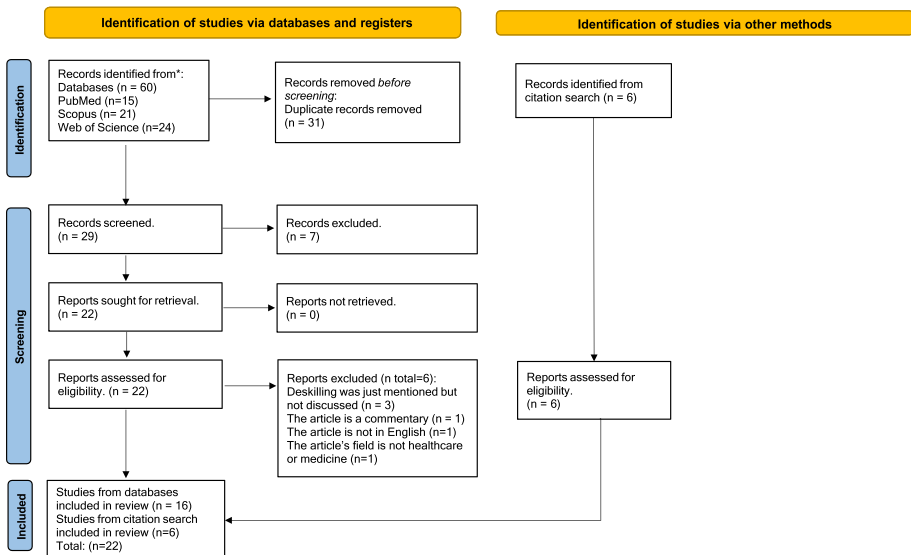 Identification of studies via databases and registers
Identification of studies via other methods
Identification
Records identified from*:
Databases (n = 60)
PubMed (n=15)
Scopus (n= 21)
Web of Science (n=24)
Records removed before
screening:
Duplicate records removed
(n = 31)
Records identified from
citation search (n = 6)
Screening
Records screened.
(n = 29)
Records excluded.
(n = 7)
Reports sought for retrieval.
(n = 22)
Reports not retrieved.
(n = 0)
Reports assessed for
eligibility. (n = 22)
Reports excluded (n total=6):
Deskilling was just mentioned but
not discussed (n = 3)
The article is a commentary (n = 1)
The article is not in English (n=1)
The article's field is not healthcare
or medicine (n=1)
Reports assessed for
eligibility.
(n = 6)
Included
Studies from databases
included in review (n = 16)
Studies from citation search
included in review (n=6)
Total: (n=22)